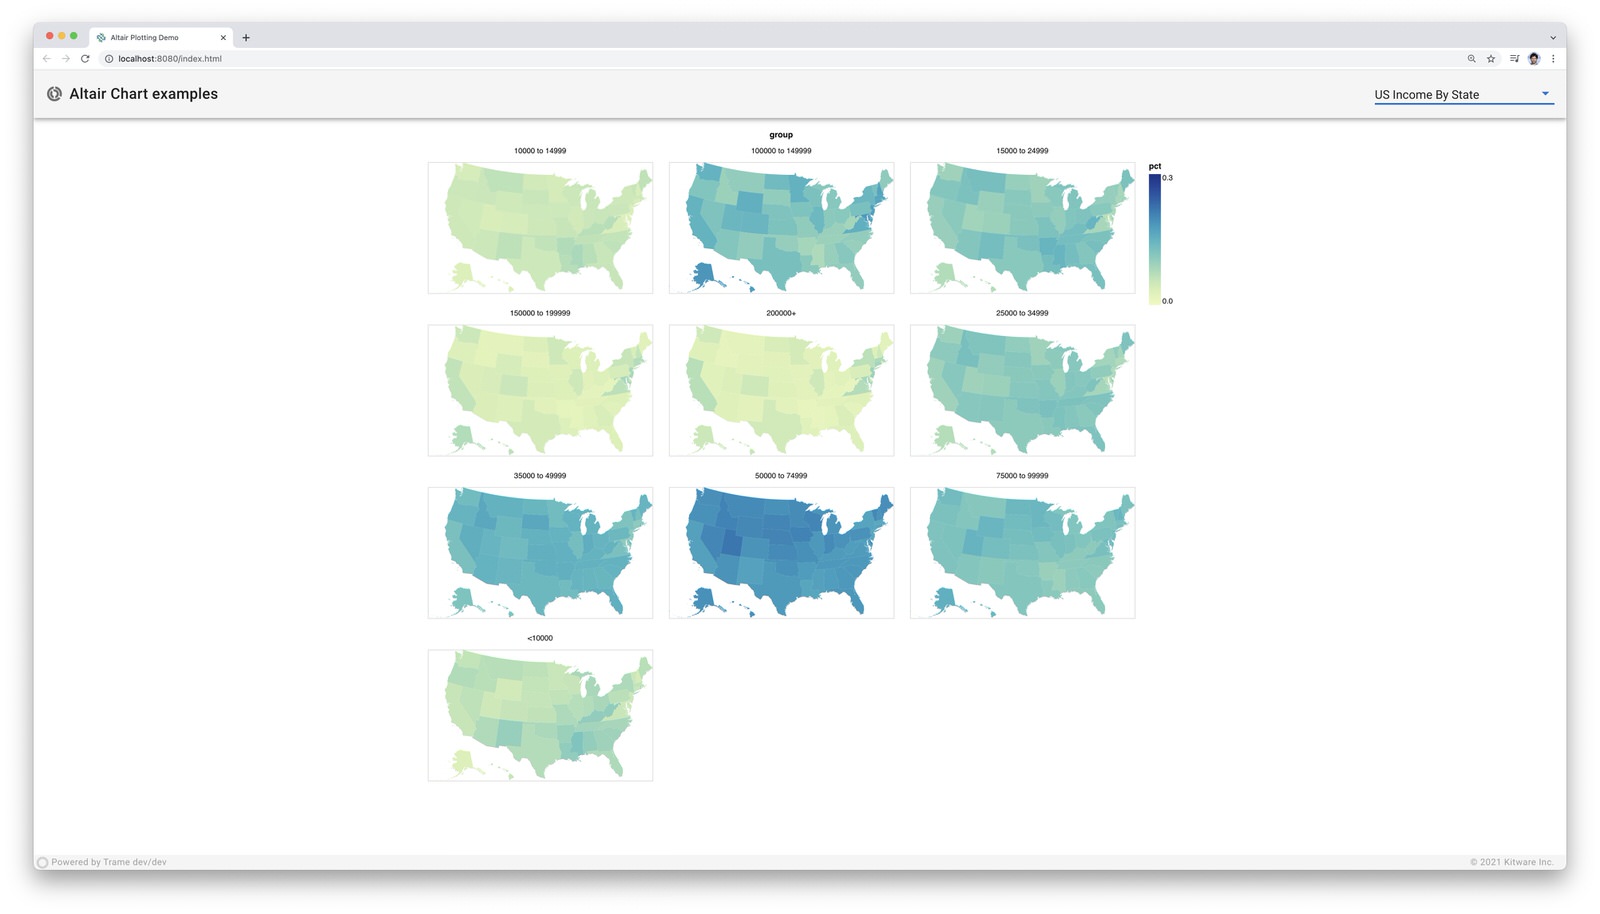 Altair Plotting Demo
localhost:8080/index.html
Altair Chart examples
US Income By State
group
10000 to 14999
100000 to 149999
15000 to 24999
pct
0.3
0.0
150000 to 199999
200000+
25000 to 34999
35000 to 49999
50000 to 74999
75000 to 99999
<10000
Powered by Trame dev/dev
© 2021 Kitware Inc.